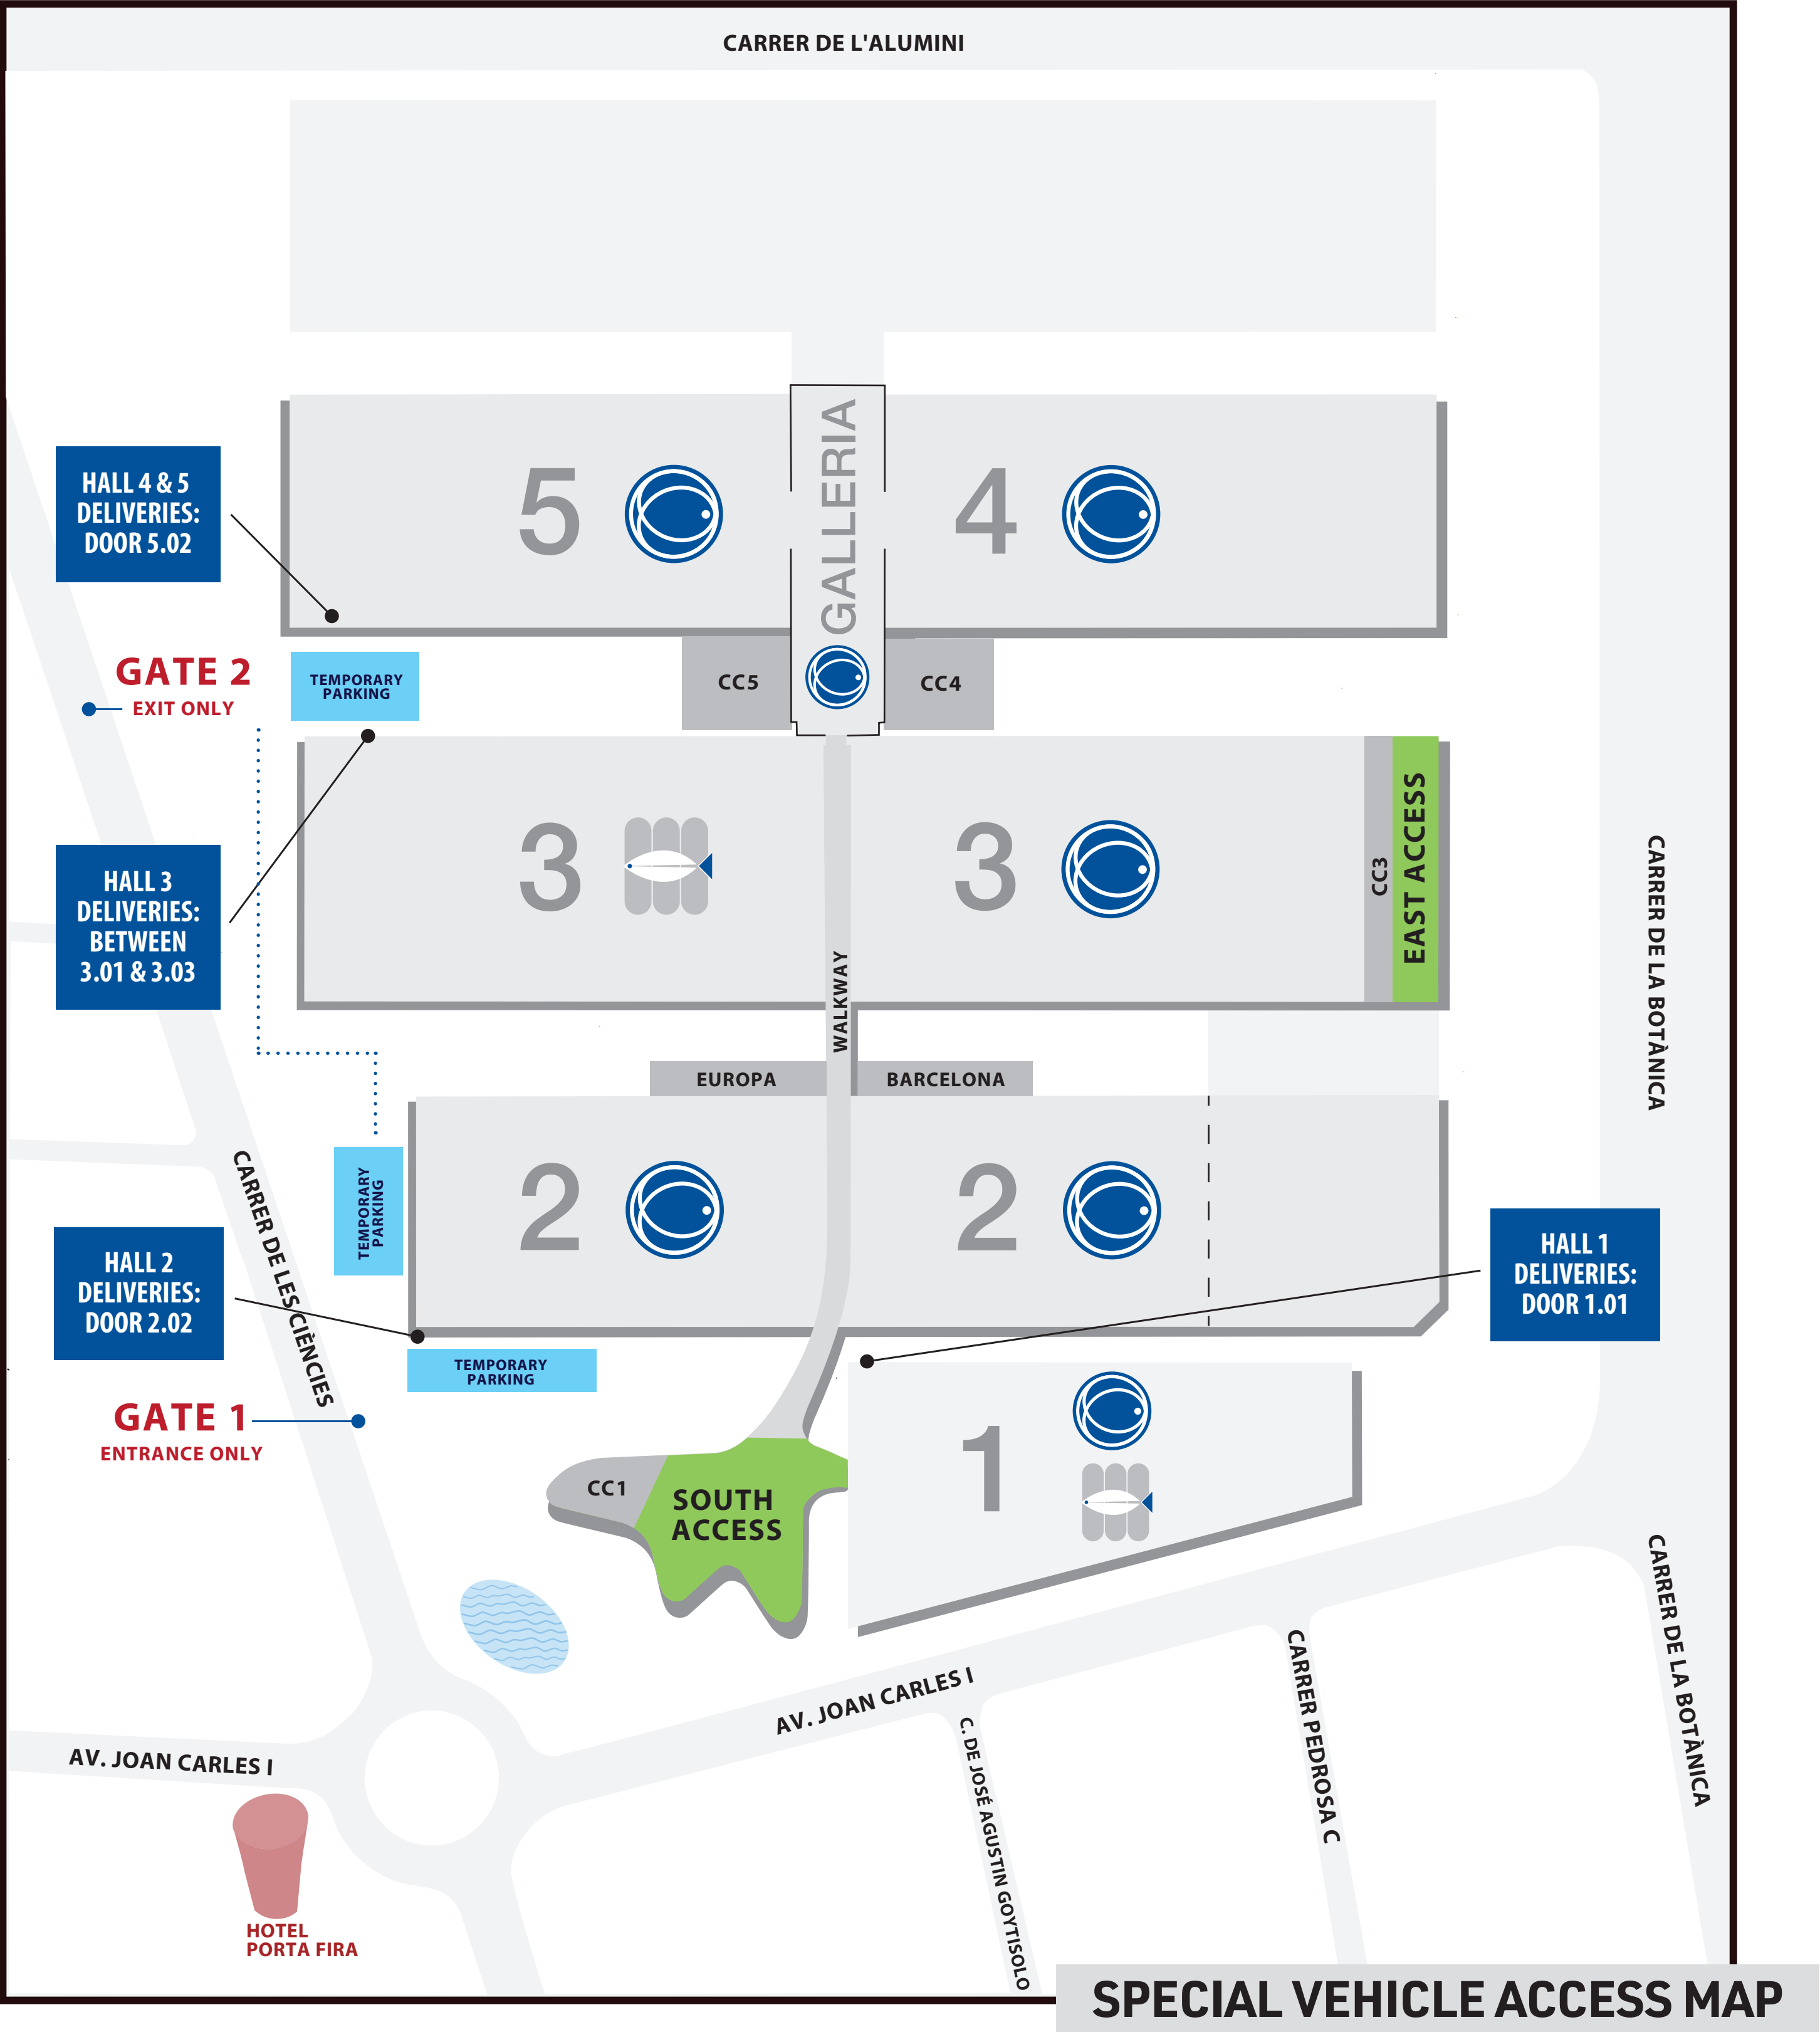 CARRER DE L'ALUMINI
GALLERIA
5
4
HALL 4 & 5
DELIVERIES:
DOOR 5.02
GATE 2
EXIT ONLY
TEMPORARY
PARKING
CC5
CC4
3
3
CC3
EAST ACCESS
HALL 3
DELIVERIES:
BETWEEN
3.01 & 3.03
WALKWAY
CARRER DE LA BOTÀNICA
EUROPA
BARCELONA
2
2
TEMPORARY
PARKING
CARRER DE LES CIÈNCIES
HALL 2
DELIVERIES:
DOOR 2.02
HALL 1
DELIVERIES:
DOOR 1.01
TEMPORARY
PARKING
GATE 1
ENTRANCE ONLY
CC1
SOUTH
ACCESS
1
AV. JOAN CARLES I
AV. JOAN CARLES I
C. DE JOSÉ AGUSTIN GOYTISOLO
CARRER PEDROSA C
CARRER DE LA BOTÀNICA
HOTEL
PORTA FIRA
SPECIAL VEHICLE ACCESS MAP